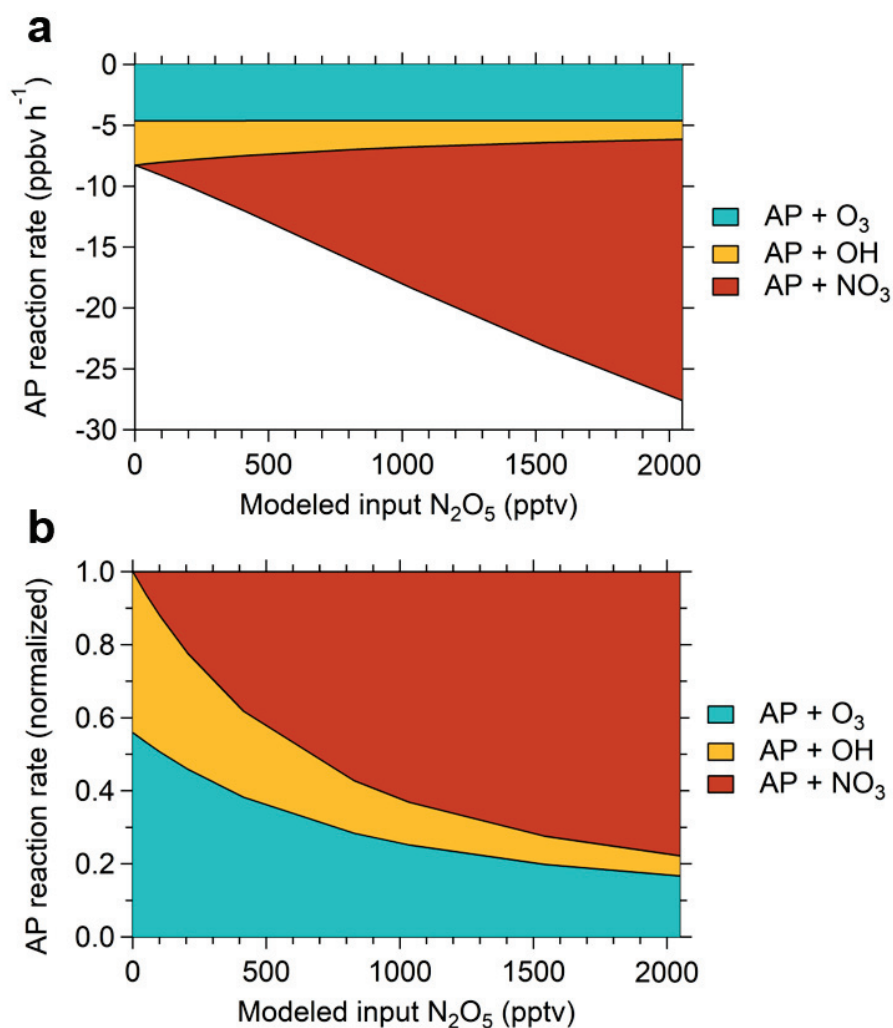 a
AP reaction rate (ppbv h⁻¹)
0
-5
-10
-15
-20
-25
-30
0 500 1000 1500 2000
Modeled input N₂O₅ (pptv)
AP + O₃
AP + OH
AP + NO₃
b
AP reaction rate (normalized)
1.0
0.8
0.6
0.4
0.2
0.0
0 500 1000 1500 2000
Modeled input N₂O₅ (pptv)
AP + O₃
AP + OH
AP + NO₃